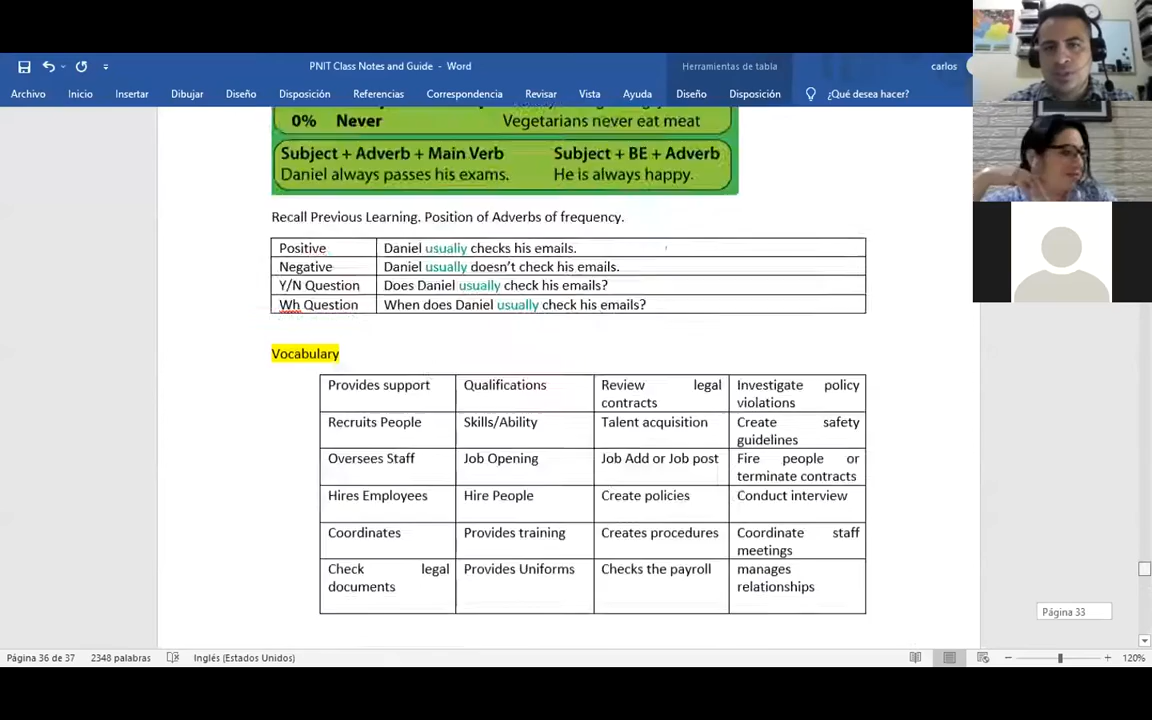 PNIT Class Notes and Guide - Word
Herramientas de tabla
carlos
Archivo Inicio Insertar Dibujar Diseño Disposición Referencias Correspondencia Revisar Vista Ayuda Diseño Disposición ¿Qué desea hacer?
0% Never Vegetarians never eat meat
Subject + Adverb + Main Verb Subject + BE + Adverb
Daniel always passes his exams. He is always happy.
Recall Previous Learning. Position of Adverbs of frequency.
Positive Daniel usually checks his emails.
Negative Daniel usually doesn't check his emails.
Y/N Question Does Daniel usually check his emails?
Wh Question When does Daniel usually check his emails?
Vocabulary
Provides support Qualifications Review legal contracts Investigate policy violations
Recruits People Skills/Ability Talent acquisition Create safety guidelines
Oversees Staff Job Opening Job Add or Job post Fire people or terminate contracts
Hires Employees Hire People Create policies Conduct interview
Coordinates Provides training Creates procedures Coordinate staff meetings
Check legal documents Provides Uniforms Checks the payroll manages relationships
Página 33
Página 36 de 37 2348 palabras Inglés (Estados Unidos) 120%